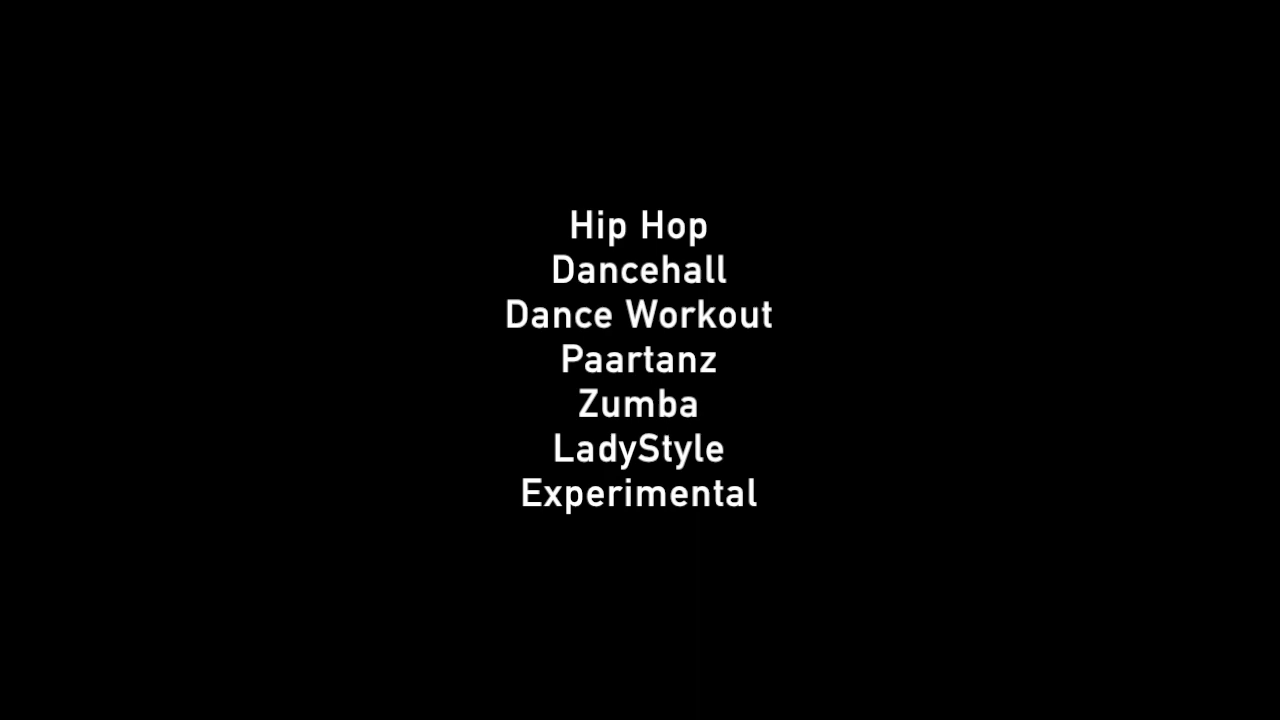 Hip Hop
Dancehall
Dance Workout
Paartanz
Zumba
LadyStyle
Experimental